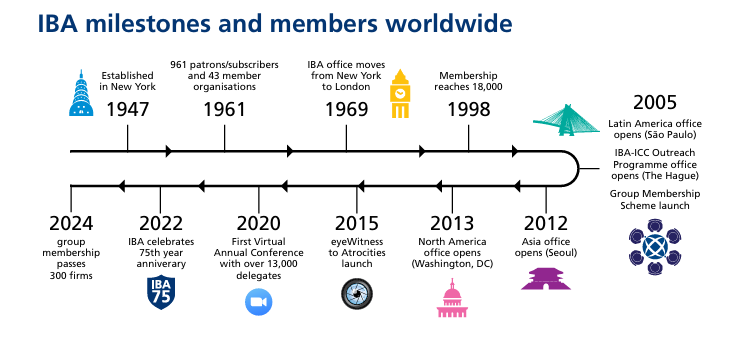 IBA milestones and members worldwide
Established
in New York
1947
961 patrons/subscribers
and 43 member
organisations
1961
IBA office moves
from New York
to London
1969
Membership
reaches 18,000
1998
2005
Latin America office
opens (São Paulo)
IBA-ICC Outreach
Programme office
opens (The Hague)
Group Membership
Scheme launch
2024
group
membership
passes
300 firms
2022
IBA celebrates
75th year
anniverary
IBA
75
2020
First Virtual
Annual Conference
with over 13,000
delegates
2015
eyeWitness
to Atrocities
launch
2013
North America
office opens
(Washington, DC)
2012
Asia office
opens (Seoul)